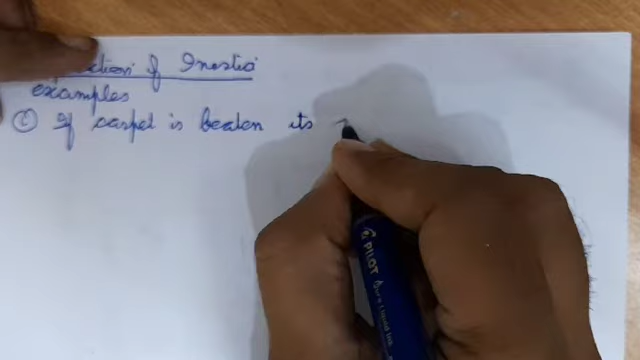 of Inertia
examples
① If carpet is beaten its
PILOT